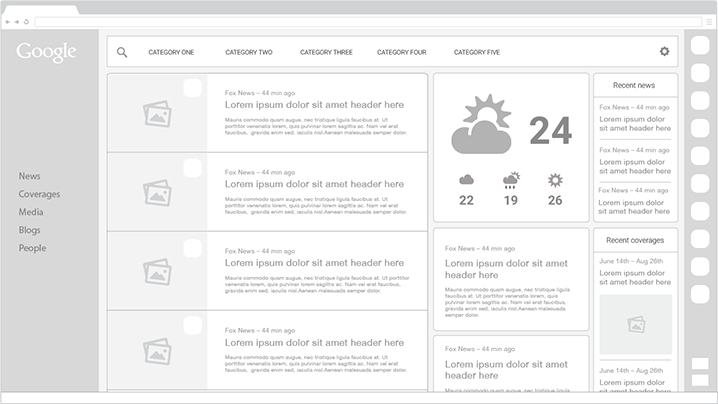 Google
News
Coverages
Media
Blogs
People
CATEGORY ONE
CATEGORY TWO
CATEGORY THREE
CATEGORY FOUR
CATEGORY FIVE
Fox News – 44 min ago
Lorem ipsum dolor sit amet header here
Mauris commodo quam augue, nec tristique ligula faucibus at. Ut
porttitor venenatis lorem, quis pulvinar lorem sagittis ac. Nam vel erat
faucibus, gravida enim sed, iaculis nisl.Aenean malesuada semper dolor.
Fox News – 44 min ago
Lorem ipsum dolor sit amet header here
Mauris commodo quam augue, nec tristique ligula faucibus at. Ut
porttitor venenatis lorem, quis pulvinar lorem sagittis ac. Nam vel erat
faucibus, gravida enim sed, iaculis nisl.Aenean malesuada semper dolor.
Fox News – 44 min ago
Lorem ipsum dolor sit amet header here
Mauris commodo quam augue, nec tristique ligula faucibus at. Ut porttitor
venenatis lorem, quis pulvinar lorem sagittis ac. Nam vel erat faucibus,
gravida enim sed, iaculis nisl.Aenean malesuada semper dolor.
Fox News – 44 min ago
Lorem ipsum dolor sit amet header here
Mauris commodo quam augue, nec tristique ligula faucibus at. Ut
porttitor venenatis lorem, quis pulvinar lorem sagittis ac. Nam vel erat
faucibus, gravida enim sed, iaculis nisl.Aenean malesuada semper dolor.
24
22
19
26
Fox News – 44 min ago
Lorem ipsum dolor sit amet
header here
Mauris commodo quam augue, nec tristique
ligula faucibus at. Ut porttitor venenatis lorem,
quis pulvinar lorem sagittis ac. Nam vel erat
faucibus, gravida enim sed, iaculis
nisl.Aenean malesuada semper dolor.
Fox News – 44 min ago
Lorem ipsum dolor sit amet
header here
Mauris commodo quam augue, nec tristique
Recent news
Fox News – 44 min ago
Lorem ipsum dolor
sit amet header here
Fox News – 44 min ago
Lorem ipsum dolor
sit amet header here
Fox News – 44 min ago
Lorem ipsum dolor
sit amet header here
Recent coverages
June 14th – Aug 26th
Lorem ipsum dolor
sit amet header here
June 14th – Aug 26th
Lorem ipsum dolor
sit amet header here